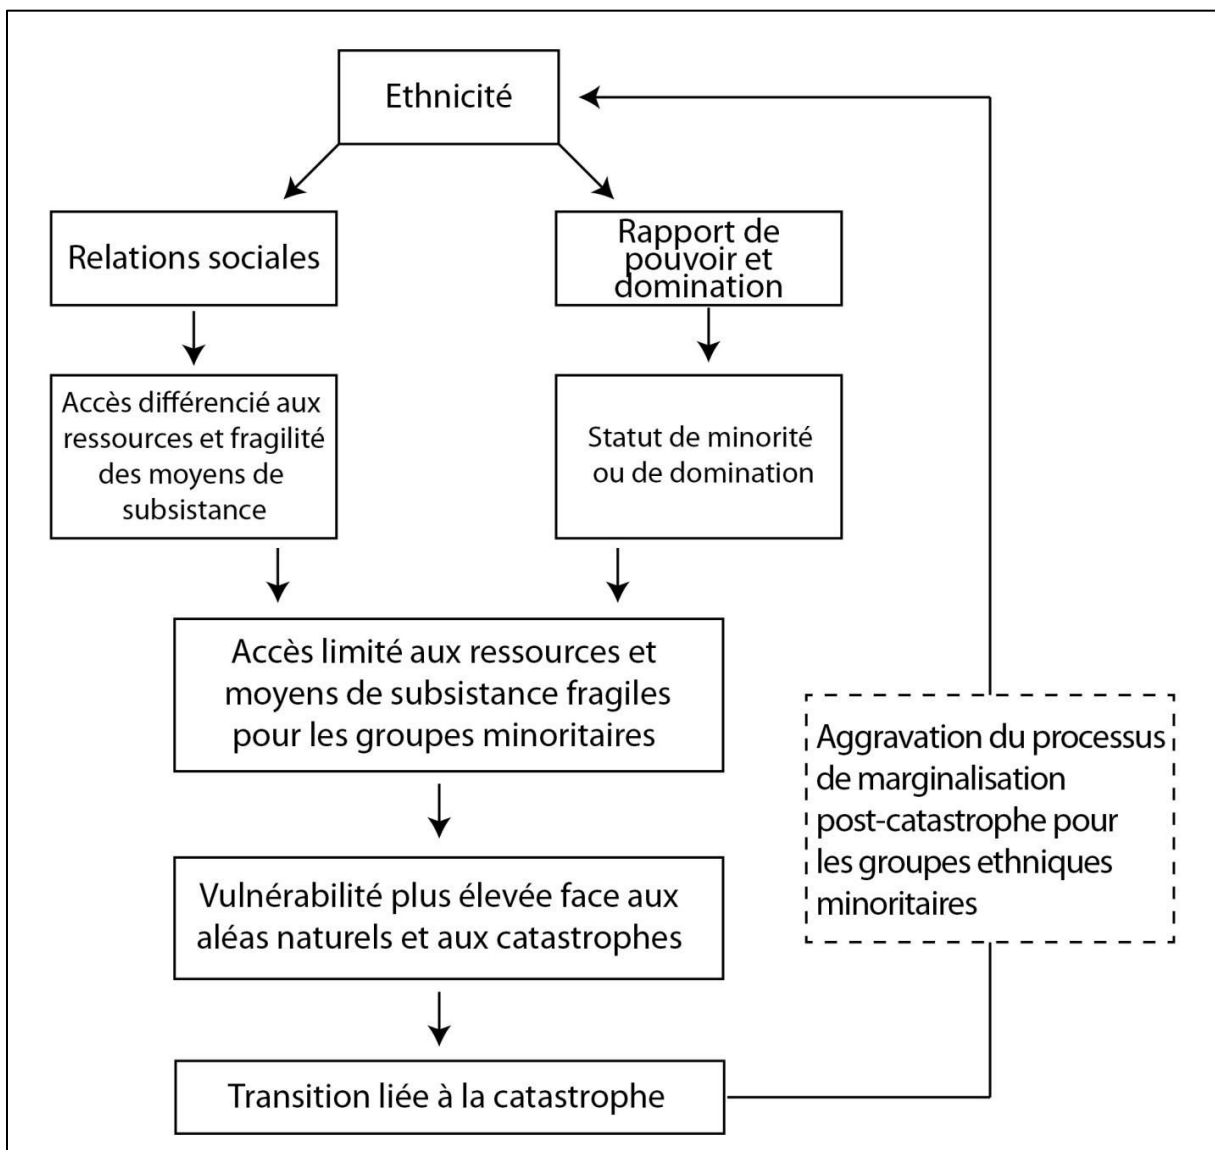 Ethnicité
Relations sociales
Rapport de
pouvoir et
domination
Accès différencié aux
ressources et fragilité
des moyens de
subsistance
Statut de minorité
ou de domination
Accès limité aux ressources et
moyens de subsistance fragiles
pour les groupes minoritaires
Aggravation du processus
de marginalisation
post-catastrophe pour
les groupes ethniques
minoritaires
Vulnérabilité plus élevée face aux
aléas naturels et aux catastrophes
Transition liée à la catastrophe